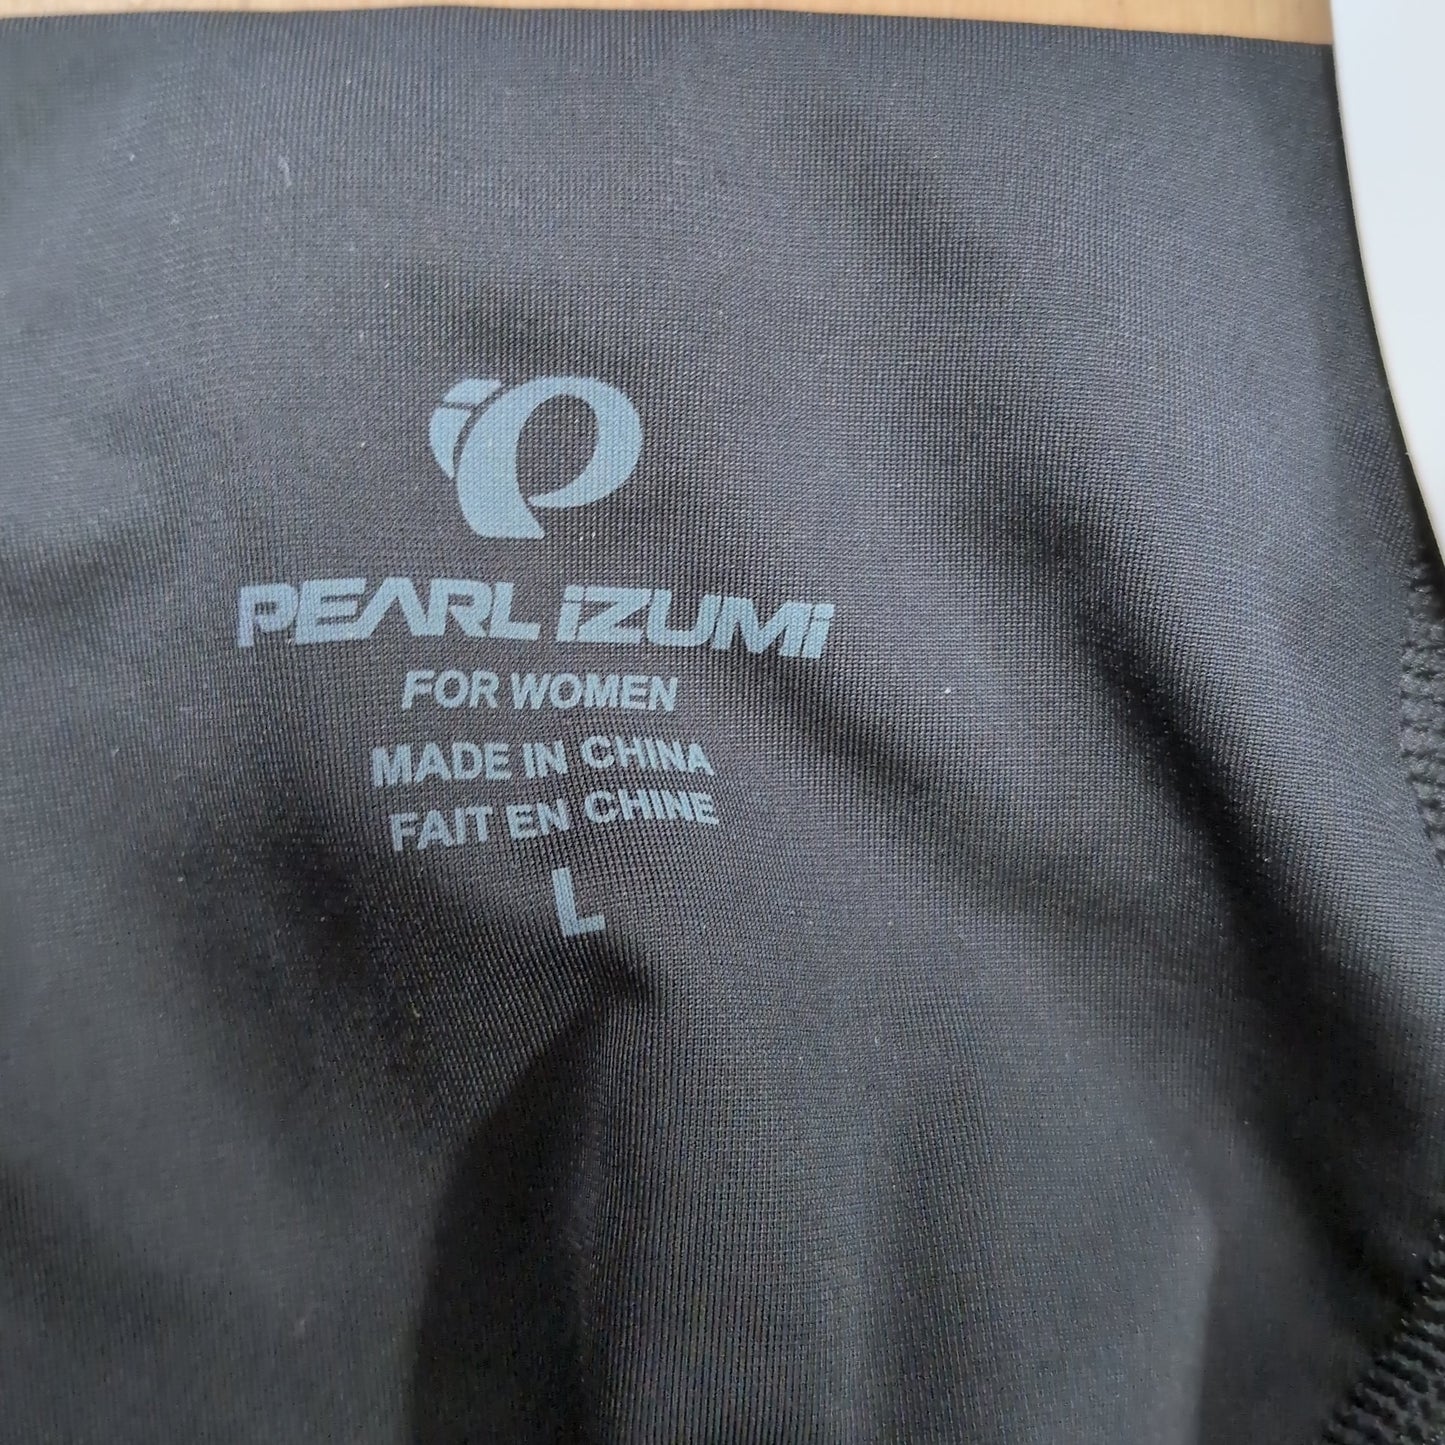 PEARL iZUMi
FOR WOMEN
MADE IN CHINA
FAIT EN CHINE
L